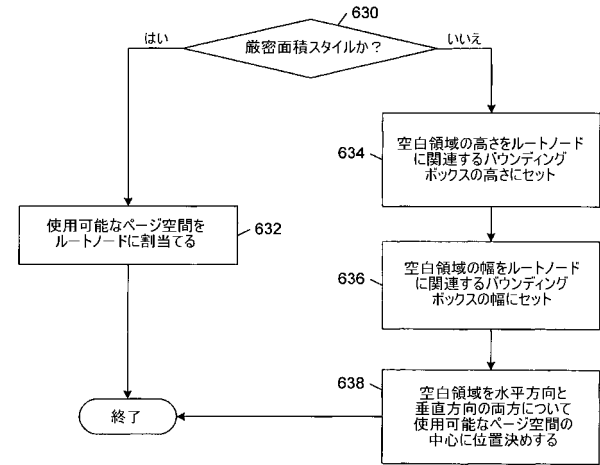 630
厳密面積スタイルか？
はい
いいえ
634
空白領域の高さをルートノード
に関連するバウンディング
ボックスの高さにセット
使用可能なページ空間を
ルートノードに割当てる
632
636
空白領域の幅をルートノード
に関連するバウンディング
ボックスの幅にセット
638
空白領域を水平方向と
垂直方向の両方について
使用可能なページ空間の
中心に位置決めする
終了